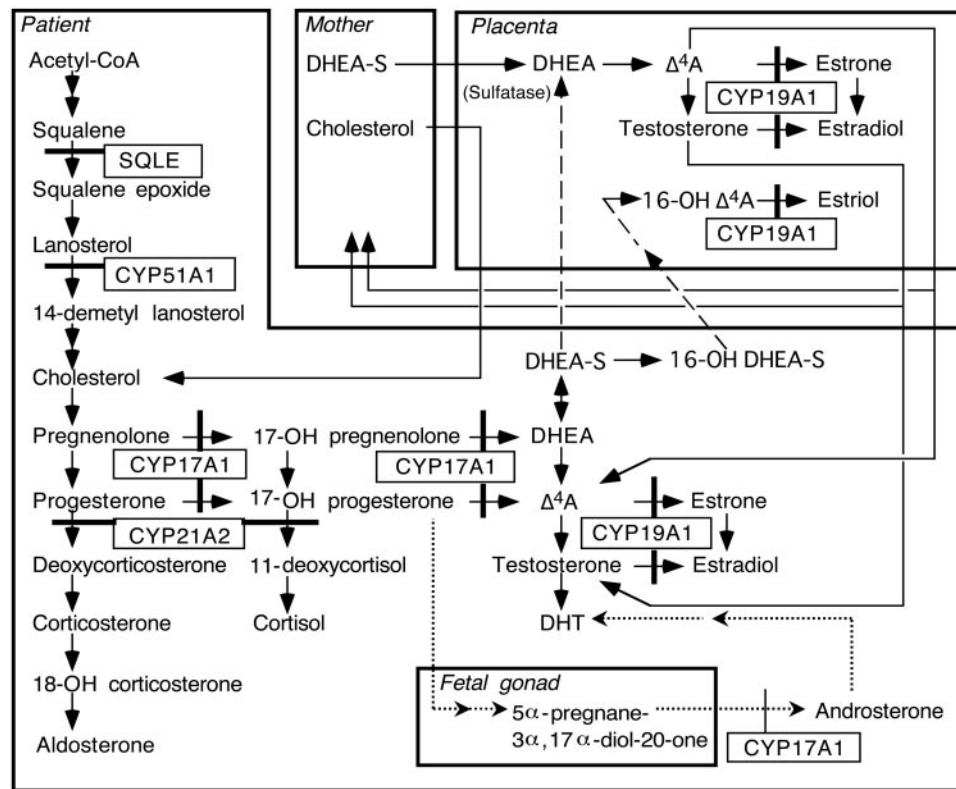 Patient
Mother
Placenta
Acetyl-CoA
DHEA-S
DHEA
Δ⁴A
Estrone
(Sulfatase)
CYP19A1
Squalene
Cholesterol
Testosterone
Estradiol
SQLE
Squalene epoxide
16-OH Δ⁴A
Estriol
CYP19A1
Lanosterol
CYP51A1
14-demetyl lanosterol
DHEA-S
16-OH DHEA-S
Cholesterol
Pregnenolone
17-OH pregnenolone
DHEA
CYP17A1
CYP17A1
Progesterone
17-OH progesterone
Δ⁴A
Estrone
CYP21A2
CYP19A1
Deoxycorticosterone
11-deoxycortisol
Testosterone
Estradiol
Corticosterone
Cortisol
DHT
Fetal gonad
18-OH corticosterone
5α-pregnane-
3α,17α-diol-20-one
Androsterone
Aldosterone
CYP17A1